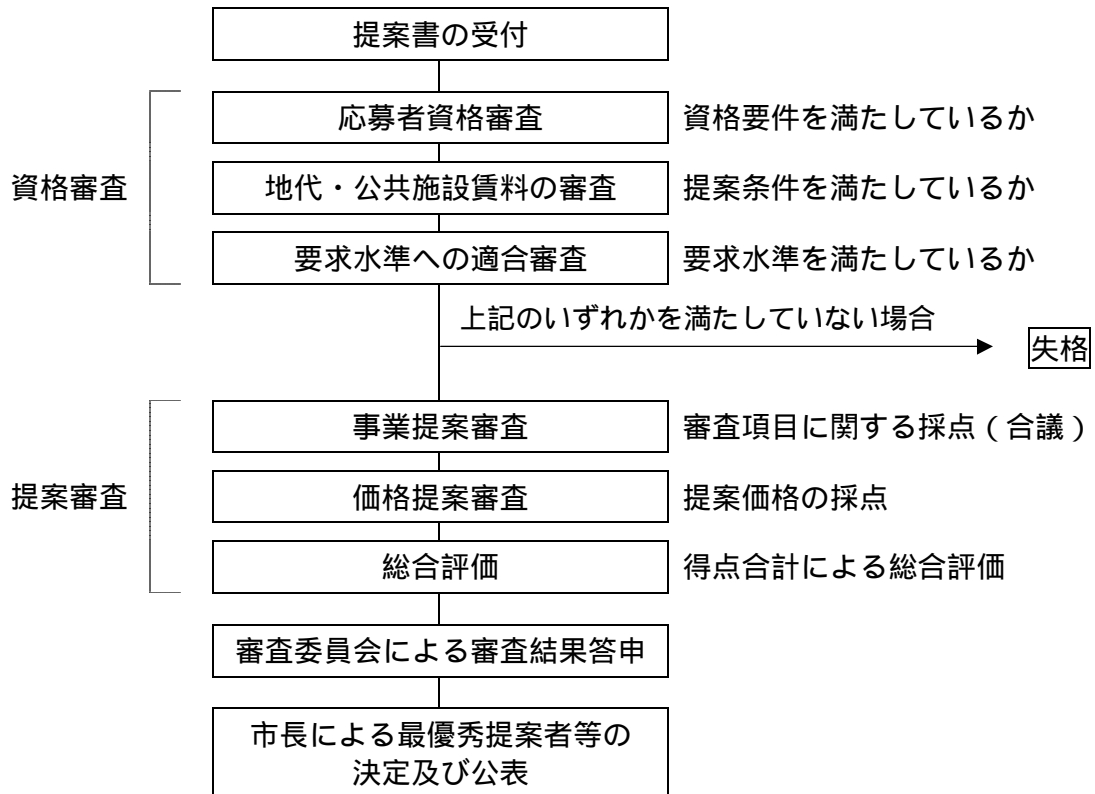 提案書の受付
応募者資格審査
資格要件を満たしているか
資格審査
地代・公共施設賃料の審査
提案条件を満たしているか
要求水準への適合審査
要求水準を満たしているか
上記のいずれかを満たしていない場合
失格
事業提案審査
審査項目に関する採点(合議)
提案審査
価格提案審査
提案価格の採点
総合評価
得点合計による総合評価
審査委員会による審査結果答申
市長による最優秀提案者等の
決定及び公表